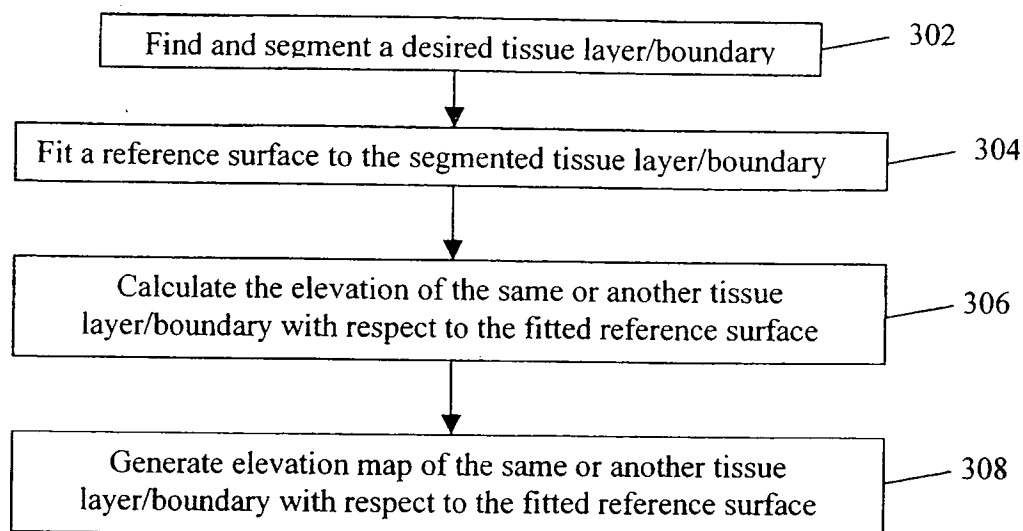 Find and segment a desired tissue layer/boundary
302
Fit a reference surface to the segmented tissue layer/boundary
304
Calculate the elevation of the same or another tissue
layer/boundary with respect to the fitted reference surface
306
Generate elevation map of the same or another tissue
layer/boundary with respect to the fitted reference surface
308